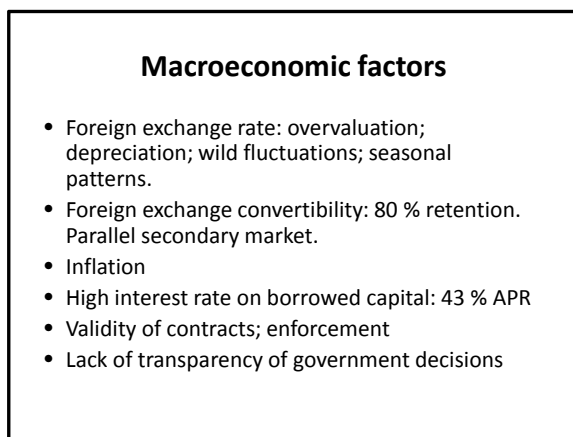 Macroeconomic factors
• Foreign exchange rate: overvaluation;
depreciation; wild fluctuations; seasonal
patterns.
• Foreign exchange convertibility: 80 % retention.
Parallel secondary market.
• Inflation
• High interest rate on borrowed capital: 43 % APR
• Validity of contracts; enforcement
• Lack of transparency of government decisions